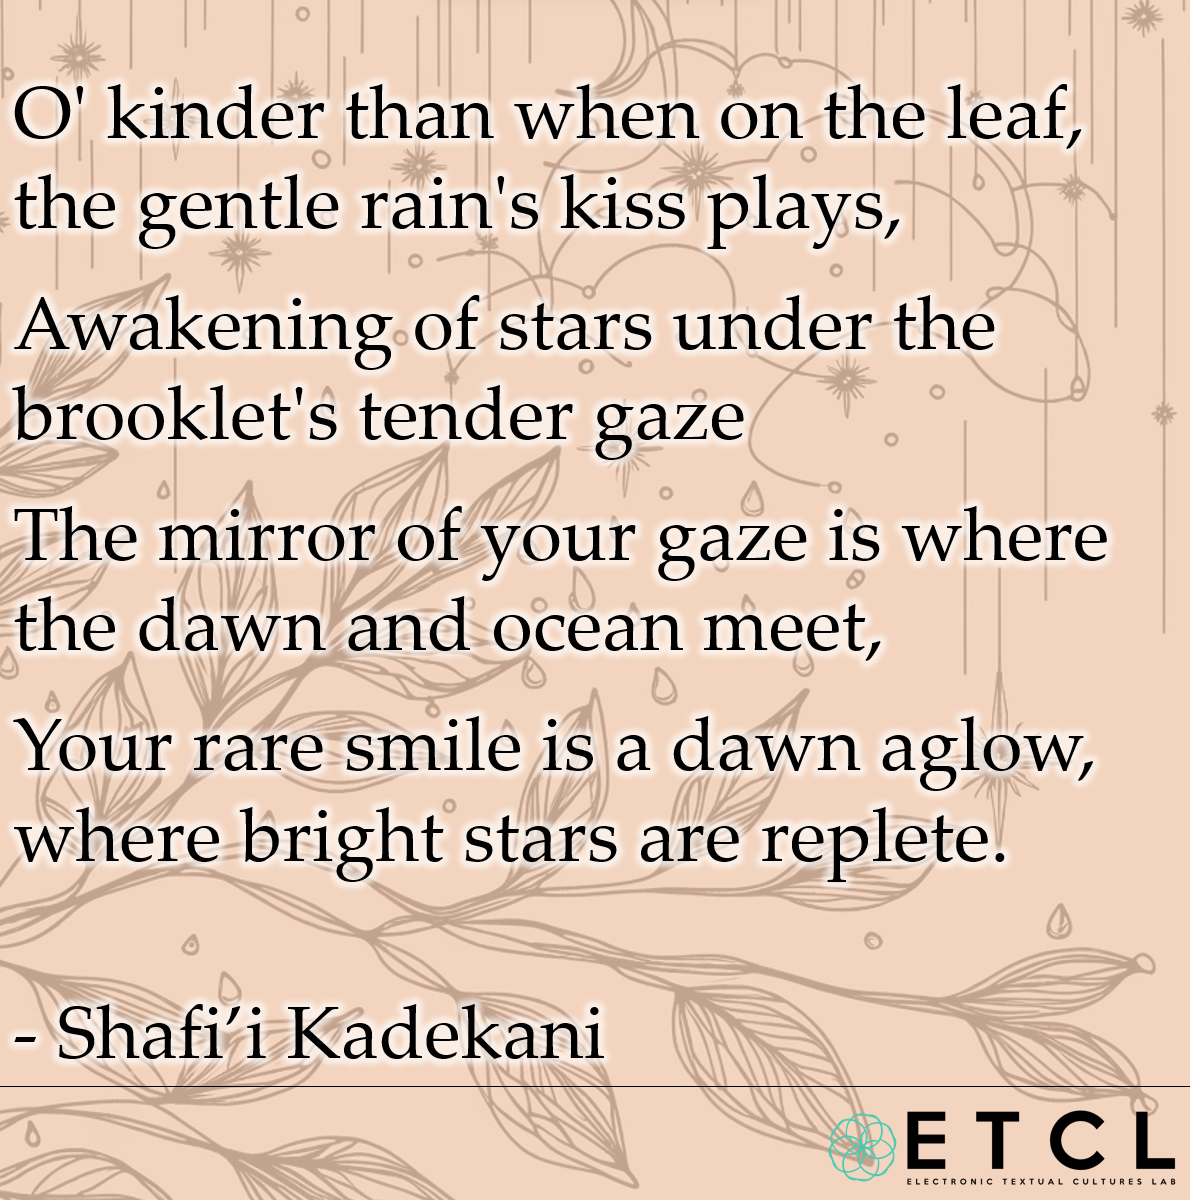 O' kinder than when on the leaf,
the gentle rain's kiss plays,
Awakening of stars under the
brooklet's tender gaze
The mirror of your gaze is where
the dawn and ocean meet,
Your rare smile is a dawn aglow,
where bright stars are replete.
- Shafi’i Kadekani
ETCL
ELECTRONIC TEXTUAL CULTURES LAB